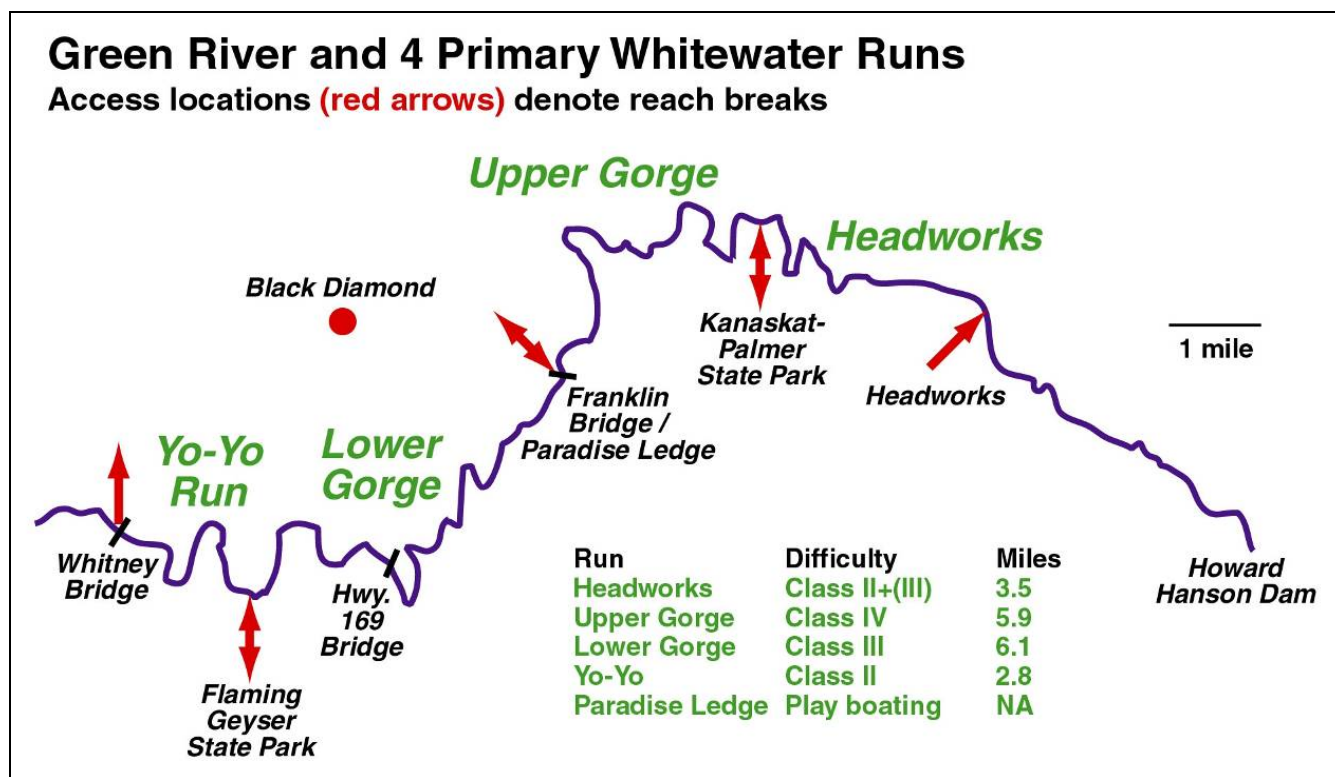 Green River and 4 Primary Whitewater Runs
Access locations (red arrows) denote reach breaks
Upper Gorge
Headworks
Black Diamond
Kanaskat-
Palmer
State Park
1 mile
Headworks
Franklin
Bridge /
Paradise Ledge
Yo-Yo
Run
Lower
Gorge
Whitney
Bridge
Hwy.
169
Bridge
Flaming
Geyser
State Park
Howard
Hanson Dam
Run Difficulty Miles
Headworks Class II+(III) 3.5
Upper Gorge Class IV 5.9
Lower Gorge Class III 6.1
Yo-Yo Class II 2.8
Paradise Ledge Play boating NA